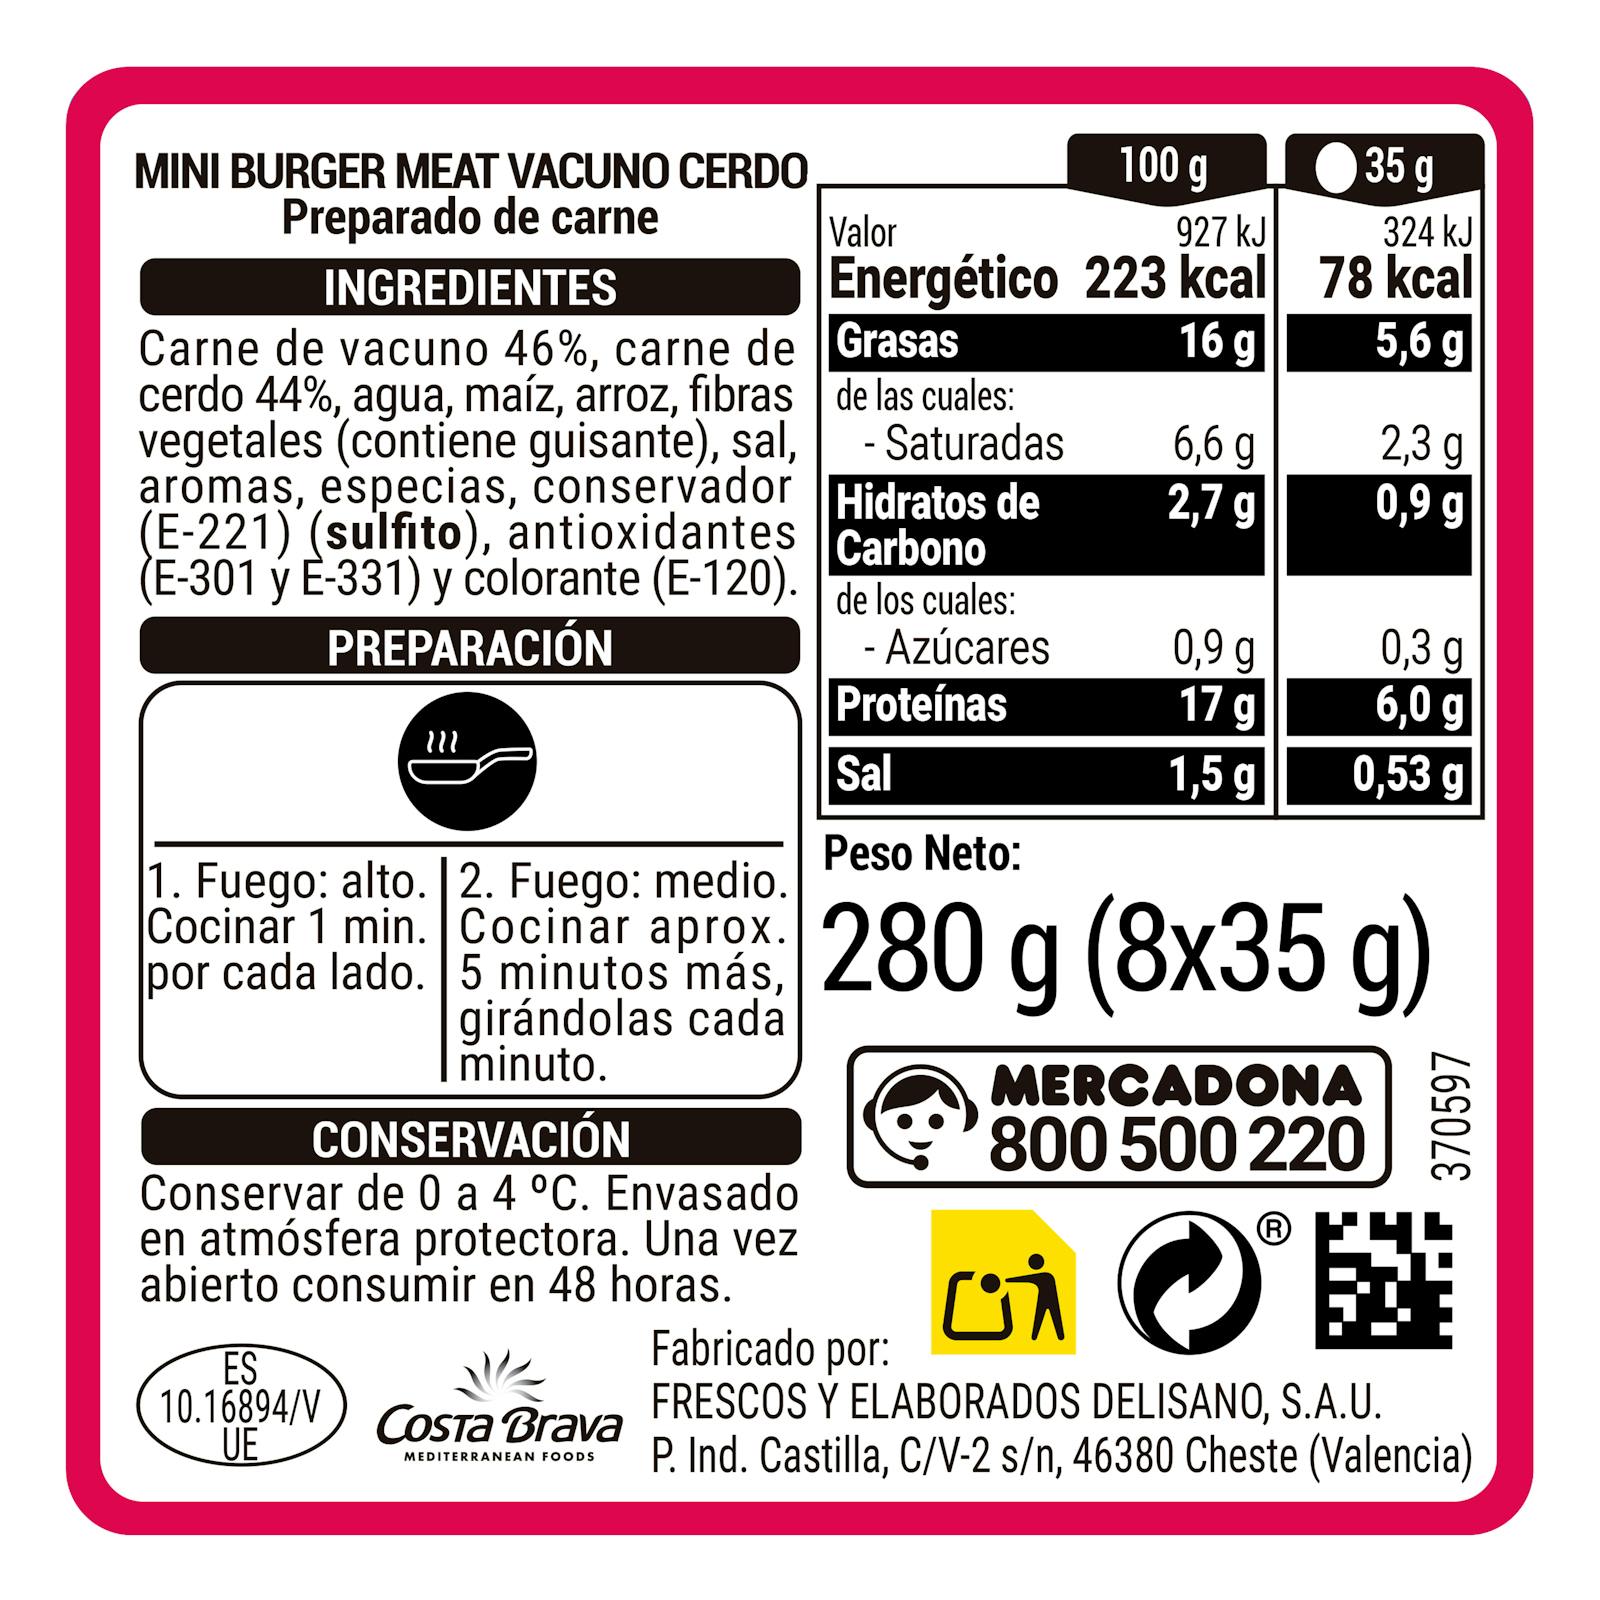 MINI BURGER MEAT VACUNO CERDO
Preparado de carne
INGREDIENTES
Carne de vacuno 46%, carne de
cerdo 44%, agua, maíz, arroz, fibras
vegetales (contiene guisante), sal,
aromas, especias, conservador
(E-221) (sulfito), antioxidantes
(E-301 y E-331) y colorante (E-120).
PREPARACIÓN
1. Fuego: alto.
Cocinar 1 min.
por cada lado.
2. Fuego: medio.
Cocinar aprox.
5 minutos más,
girándolas cada
minuto.
CONSERVACIÓN
Conservar de 0 a 4 ºC. Envasado
en atmósfera protectora. Una vez
abierto consumir en 48 horas.
ES
10.16894/V
UE
Costa Brava
MEDITERRANEAN FOODS
100 g 35 g
Valor 927 kJ 324 kJ
Energético 223 kcal 78 kcal
Grasas 16 g 5,6 g
de las cuales:
- Saturadas 6,6 g 2,3 g
Hidratos de 2,7 g 0,9 g
Carbono
de los cuales:
- Azúcares 0,9 g 0,3 g
Proteínas 17 g 6,0 g
Sal 1,5 g 0,53 g
Peso Neto:
280 g (8x35 g)
MERCADONA
800 500 220
370597
®
Fabricado por:
FRESCOS Y ELABORADOS DELISANO, S.A.U.
P. Ind. Castilla, C/V-2 s/n, 46380 Cheste (Valencia)